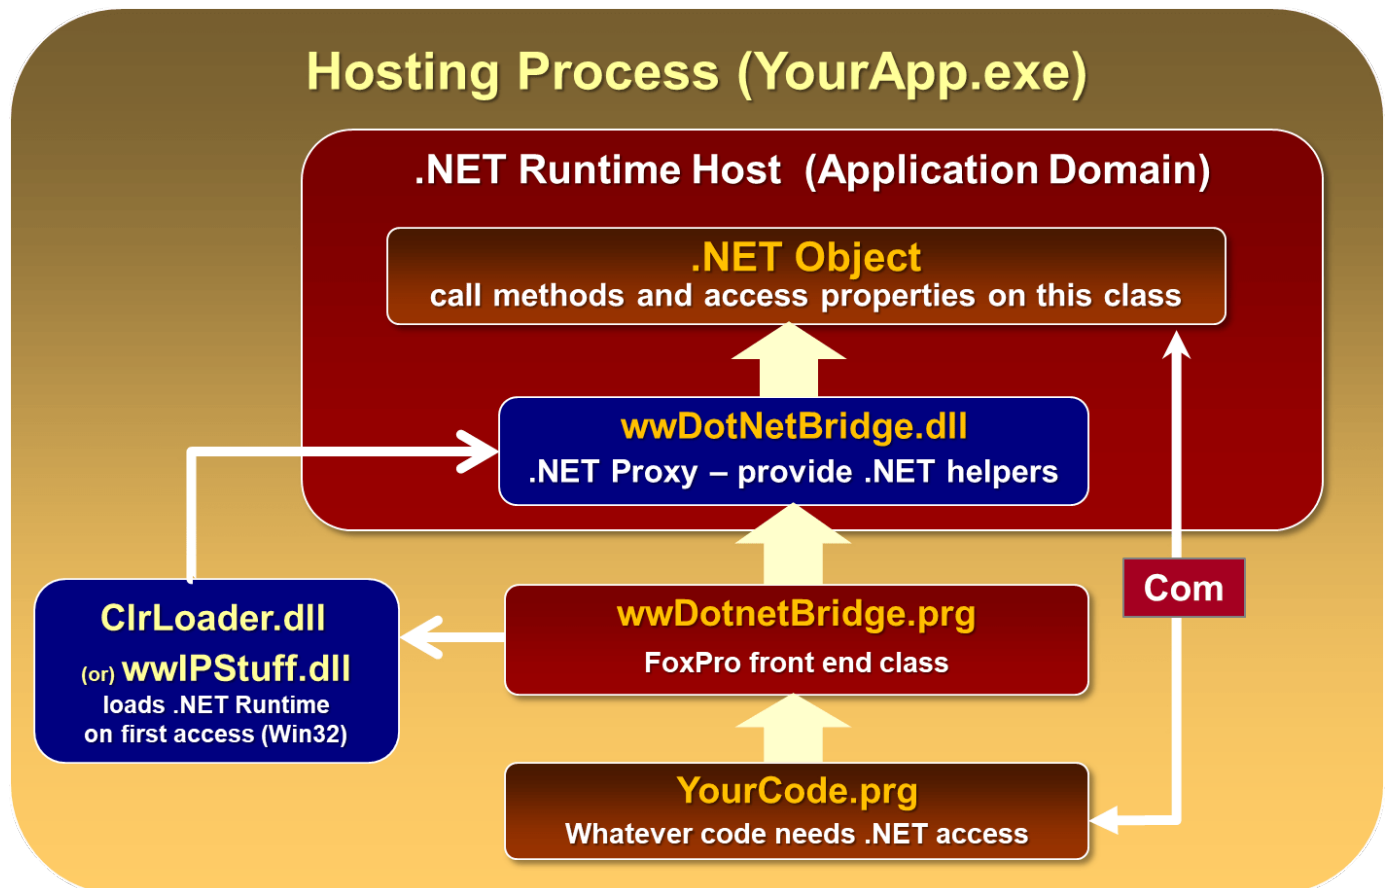 Hosting Process (YourApp.exe)
.NET Runtime Host (Application Domain)
.NET Object
call methods and access properties on this class
wwDotNetBridge.dll
.NET Proxy – provide .NET helpers
Com
ClrLoader.dll
(or) wwIPStuff.dll
loads .NET Runtime
on first access (Win32)
wwDotnetBridge.prg
FoxPro front end class
YourCode.prg
Whatever code needs .NET access